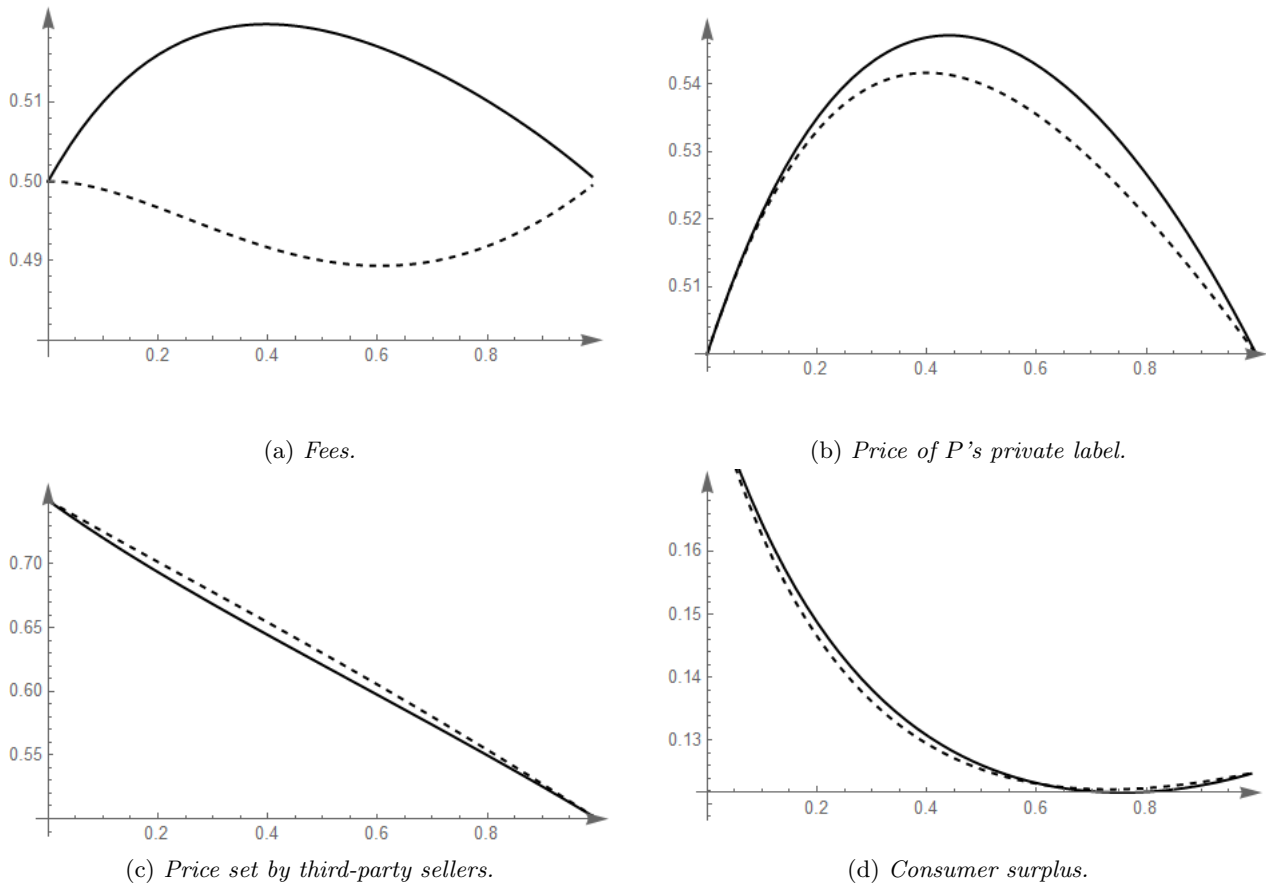 0.51
0.50
0.49
0.2 0.4 0.6 0.8
(a) Fees.
0.54
0.53
0.52
0.51
0.2 0.4 0.6 0.8
(b) Price of P's private label.
0.70
0.65
0.60
0.55
0.2 0.4 0.6 0.8
(c) Price set by third-party sellers.
0.16
0.15
0.14
0.13
0.2 0.4 0.6 0.8
(d) Consumer surplus.